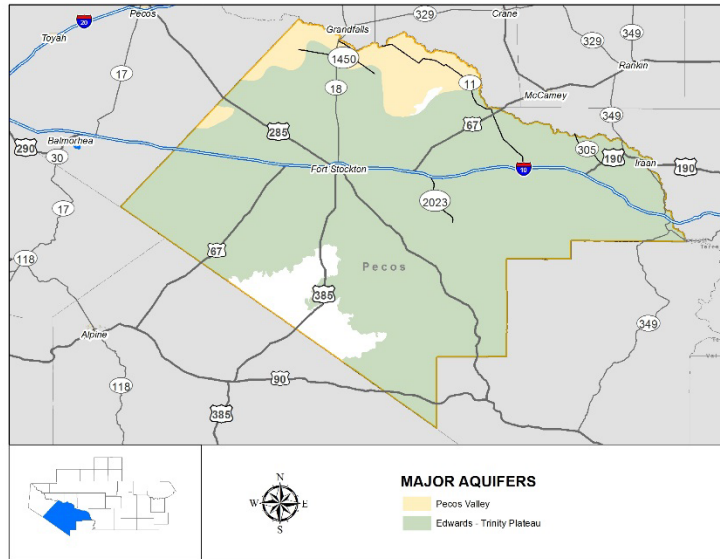 20
Pecos
Toyah
Grandfalls
329
Crane
349
329
17
1450
Rankin
18
11
McCamey
67
349
285
290
Balmorhea
30
305
190
Iraan
190
Fort Stockton
10
17
2023
67
118
Pecos
385
349
Alpine
90
118
385
N
W
E
S
MAJOR AQUIFERS
Pecos Valley
Edwards - Trinity Plateau